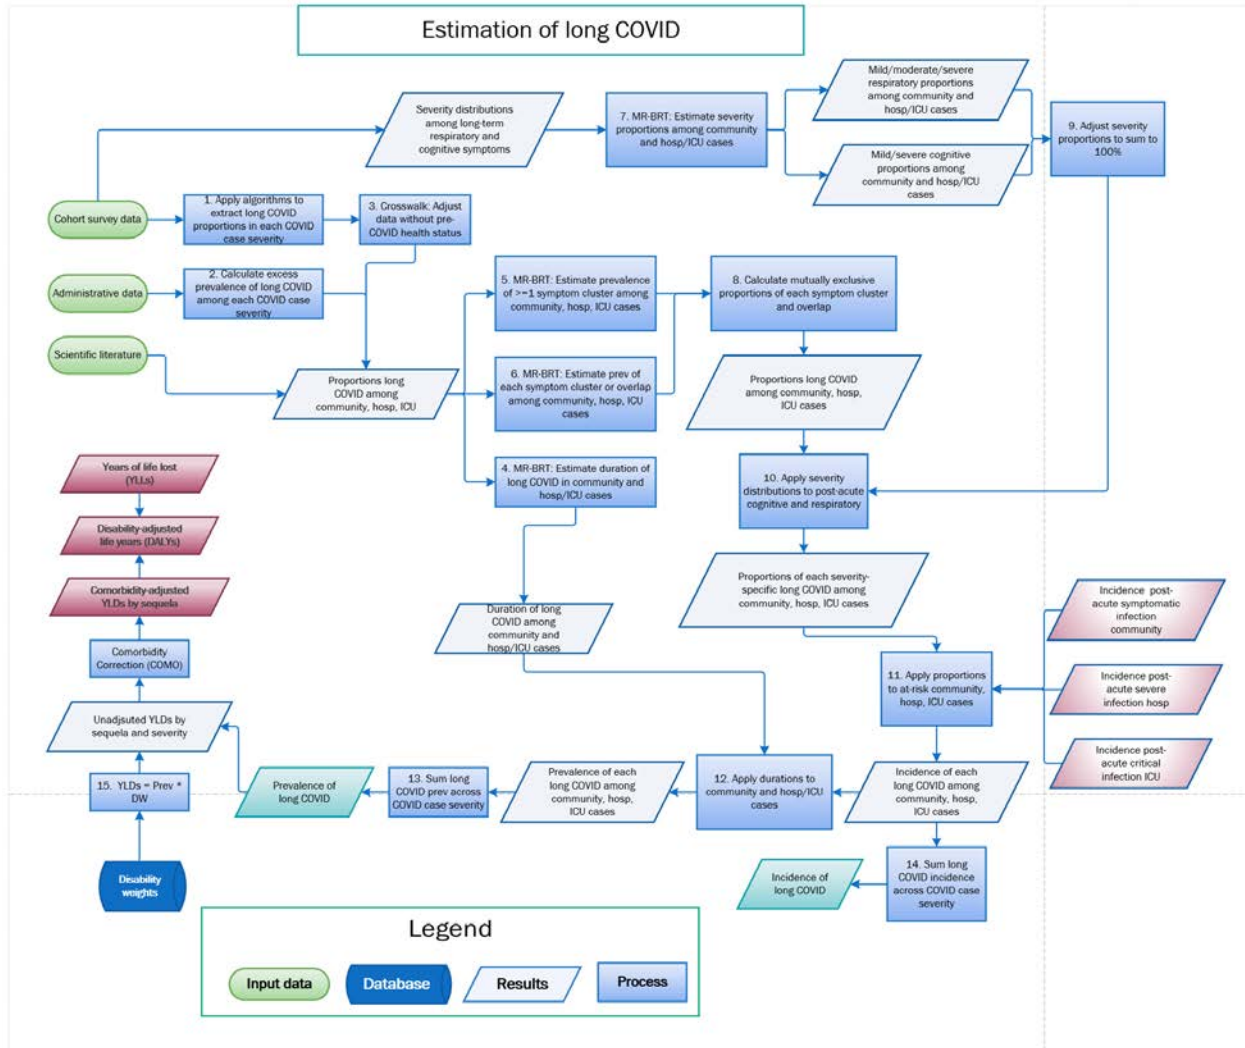 Estimation of long COVID
Severity distributions
among long-term
respiratory and
cognitive symptoms
7. MR-BRT: Estimate severity
proportions among community
and hosp/ICU cases
Mild/moderate/severe
respiratory proportions
among community and
hosp/ICU cases
Mild/severe cognitive
proportions among
community and hosp/ICU
cases
9. Adjust severity
proportions to sum to
100%
Cohort survey data
1. Apply algorithms to
extract long COVID
proportions in each COVID
case severity
3. Crosswalk: Adjust
data without pre-
COVID health status
Administrative data
2. Calculate excess
prevalence of long COVID
among each COVID case
severity
5. MR-BRT: Estimate prevalence
of >=1 symptom cluster among
community, hosp, ICU cases
8. Calculate mutually exclusive
proportions of each symptom cluster
and overlap
Scientific literature
Proportions long
COVID among
community, hosp, ICU
6. MR-BRT: Estimate prev of
each symptom cluster or overlap
among community, hosp, ICU
cases
Proportions long COVID
among community, hosp,
ICU cases
4. MR-BRT: Estimate duration of
long COVID in community and
hosp/ICU cases
10. Apply severity
distributions to post-acute
cognitive and respiratory
Years of life lost
(YLLs)
Disability-adjusted
life years (DALYs)
Comorbidity-adjusted
YLDs by sequela
Comorbidity
Correction (COMO)
Unadjsuted YLDs by
sequela and severity
15. YLDs = Prev *
DW
Disability
weights
Duration of long
COVID among
community and
hosp/ICU cases
Proportions of each severity-
specific long COVID among
community, hosp, ICU cases
Incidence post-
acute symptomatic
infection
community
11. Apply proportions
to at-risk community,
hosp, ICU cases
Incidence post-
acute severe
infection hosp
Incidence post-
acute critical
infection ICU
Prevalence of
long COVID
13. Sum long
COVID prev across
COVID case severity
Prevalence of each
long COVID among
community, hosp,
ICU cases
12. Apply durations to
community and hosp/ICU
cases
Incidence of each
long COVID among
community, hosp,
ICU cases
Incidence of
long COVID
14. Sum long
COVID incidence
across COVID case
severity
Legend
Input data
Database
Results
Process